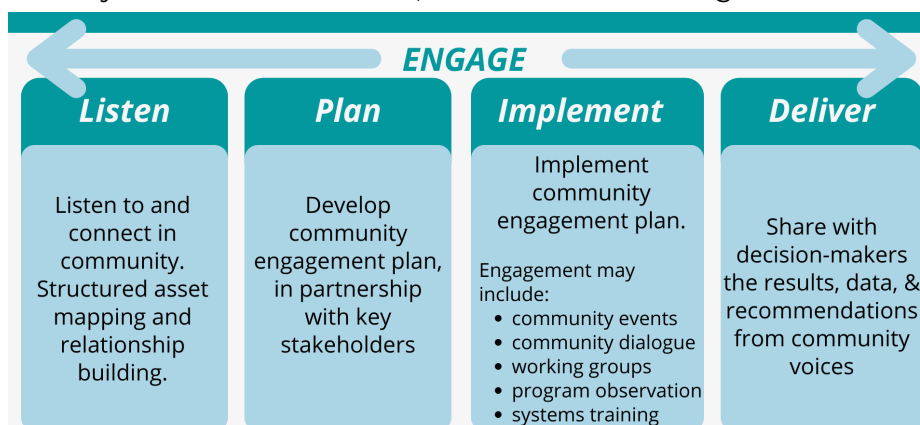 ENGAGE
Listen
Listen to and
connect in
community.
Structured asset
mapping and
relationship
building.
Plan
Develop
community
engagement plan,
in partnership
with key
stakeholders
Implement
Implement
community
engagement plan.
Engagement may
include:
• community events
• community dialogue
• working groups
• program observation
• systems training
Deliver
Share with
decision-makers
the results, data, &
recommendations
from community
voices